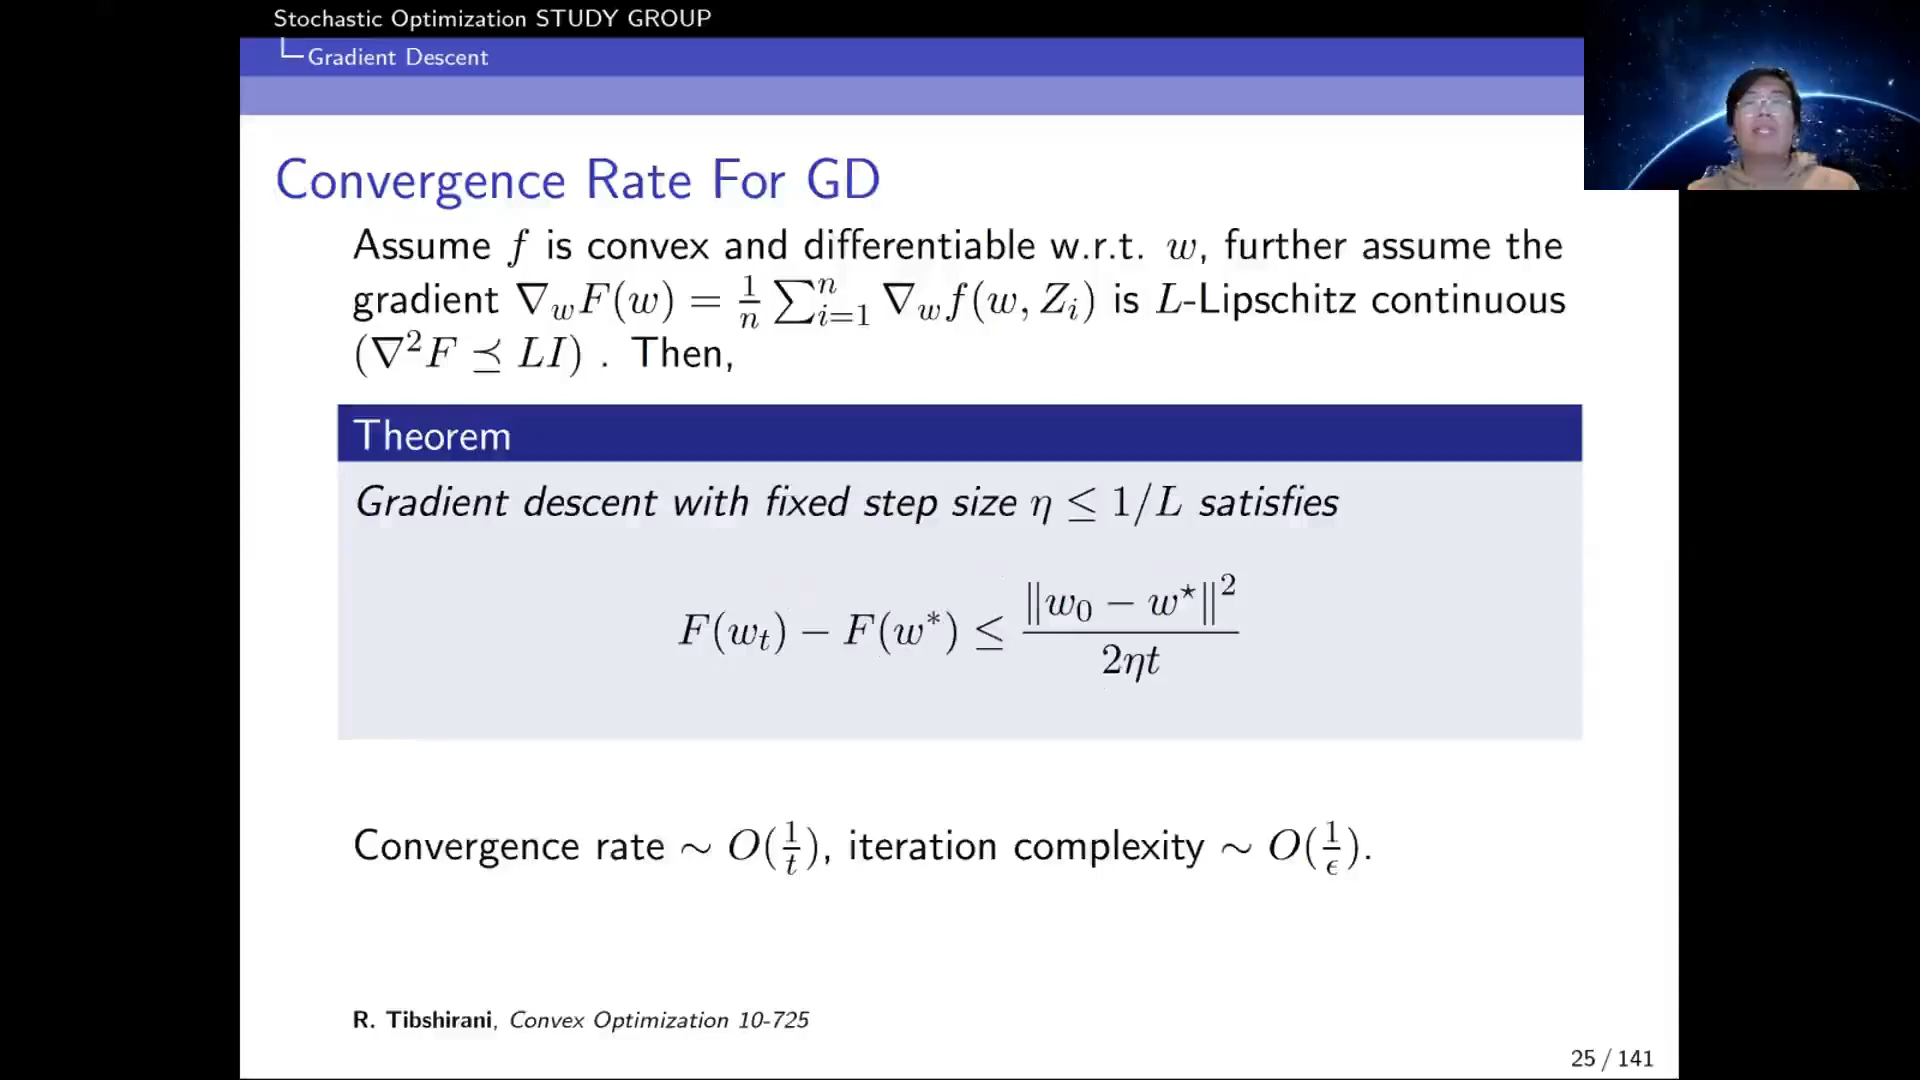 Stochastic Optimization STUDY GROUP
Gradient Descent
Convergence Rate For GD
Assume f is convex and differentiable w.r.t. w, further assume the
gradient ∇_w F(w) = 1/n ∑_{i=1}^n ∇_w f(w, Z_i) is L-Lipschitz continuous
(∇²F ⪯ LI) . Then,
Theorem
Gradient descent with fixed step size η ≤ 1/L satisfies
F(w_t) − F(w*) ≤ ‖w_0 − w⋆‖² / 2ηt
Convergence rate ∼ O(1/t), iteration complexity ∼ O(1/ϵ).
R. Tibshirani, Convex Optimization 10-725
25 / 141